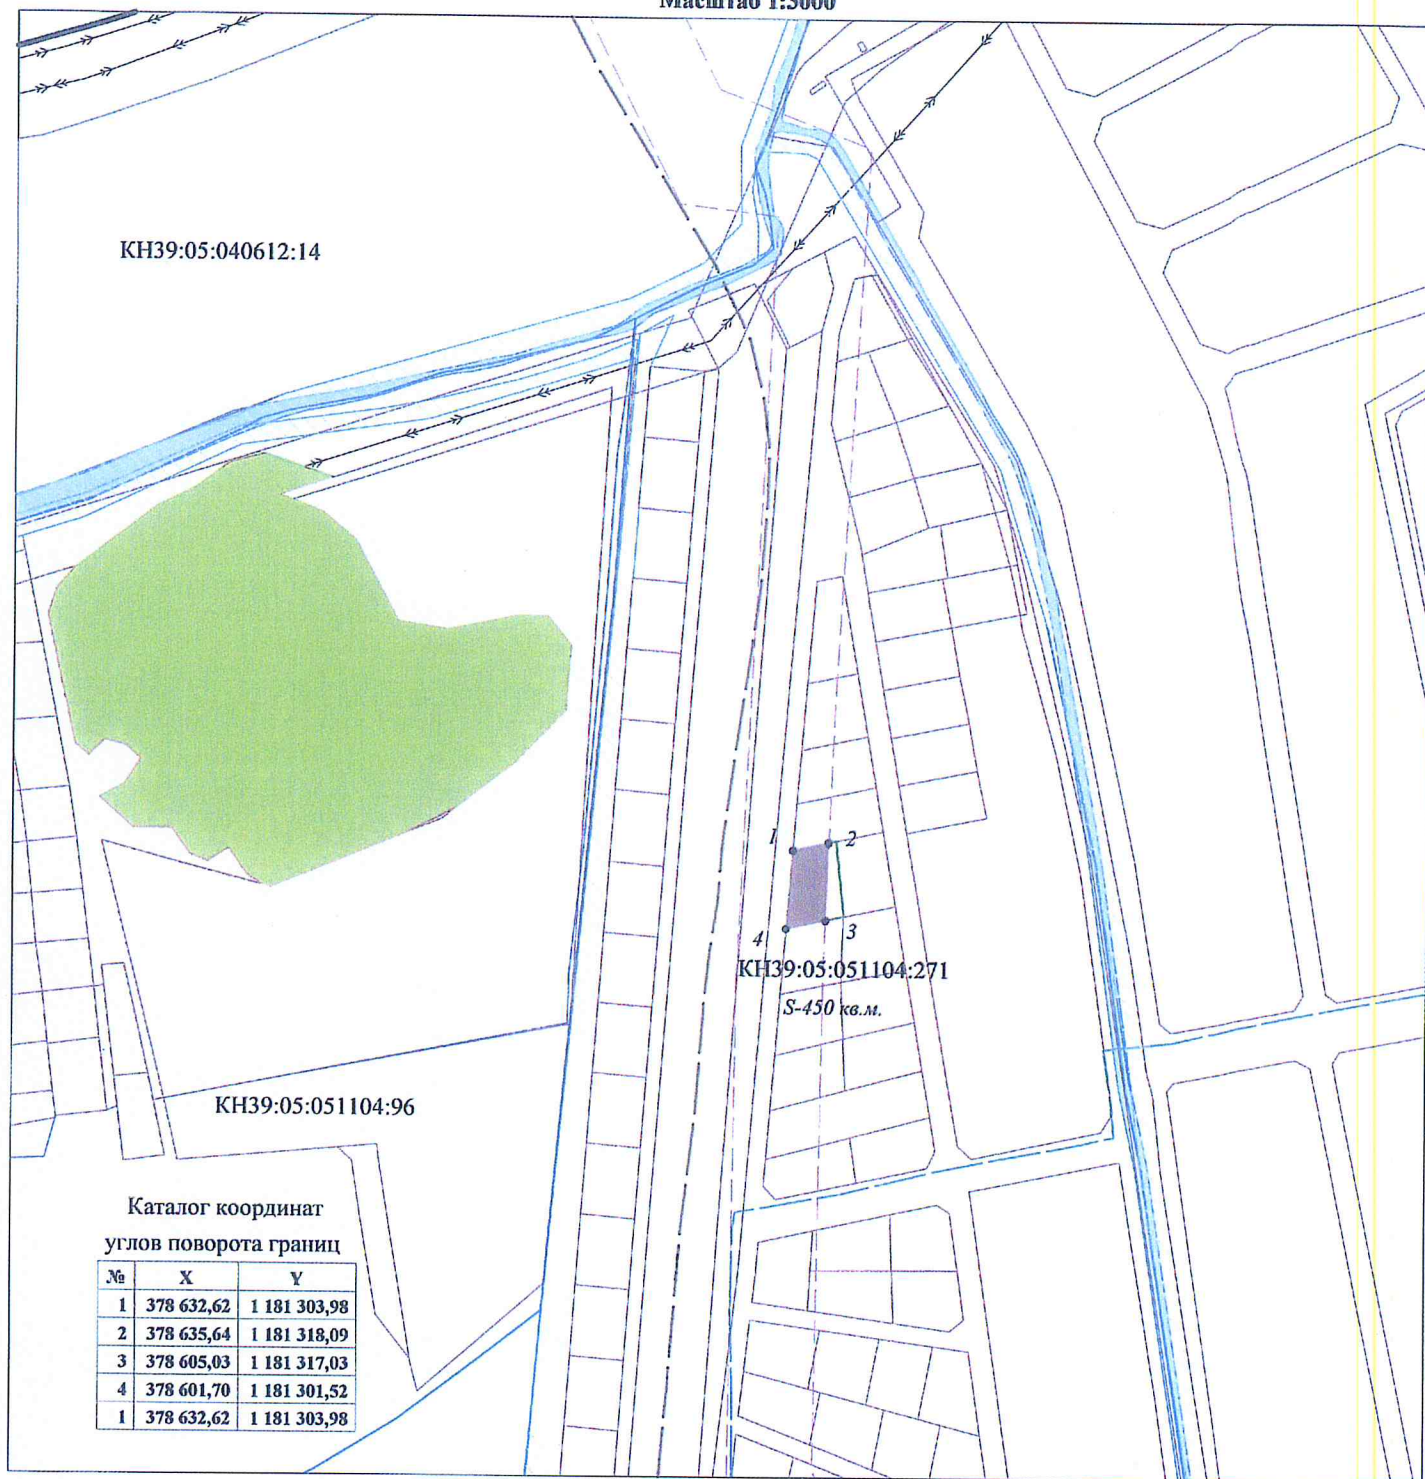 Масштаб 1:5000
КН39:05:040612:14
1
2
4
3
КН39:05:051104:271
S-450 кв.м.
КН39:05:051104:96
Каталог координат
углов поворота границ
№ X Y
1 378 632,62 1 181 303,98
2 378 635,64 1 181 318,09
3 378 605,03 1 181 317,03
4 378 601,70 1 181 301,52
1 378 632,62 1 181 303,98